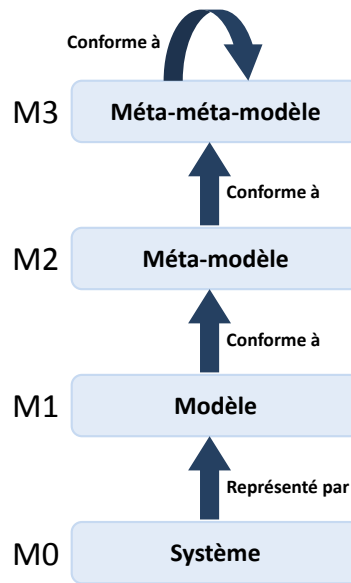 Conforme à
M3 Méta-méta-modèle
Conforme à
M2 Méta-modèle
Conforme à
M1 Modèle
Représenté par
M0 Système